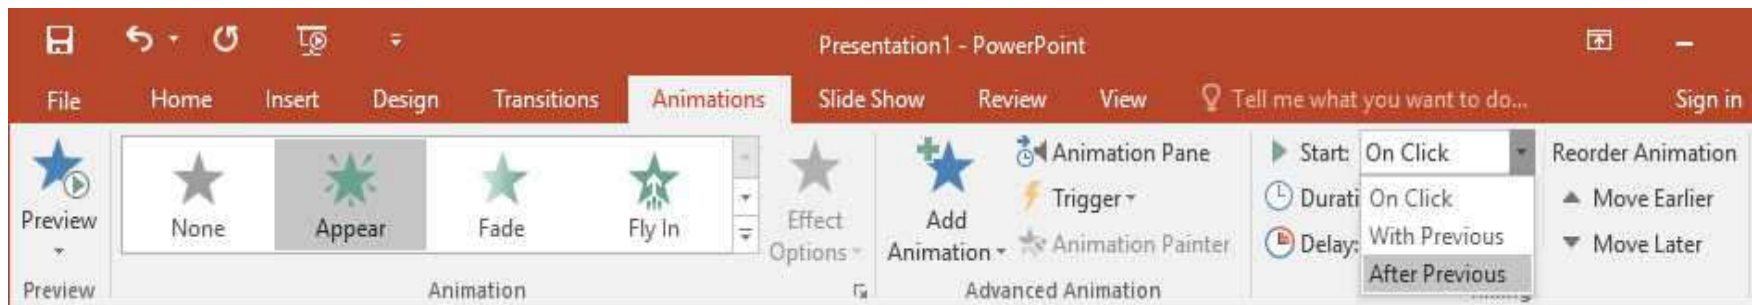 Presentation1 - PowerPoint
File Home Insert Design Transitions Animations Slide Show Review View Tell me what you want to do... Sign in
Preview
None
Appear
Fade
Fly In
Effect
Options
Add
Animation
Animation Pane
Trigger
Animation Painter
Start: On Click
Durati
Delay:
On Click
With Previous
After Previous
Reorder Animation
Move Earlier
Move Later
Preview
Animation
Advanced Animation